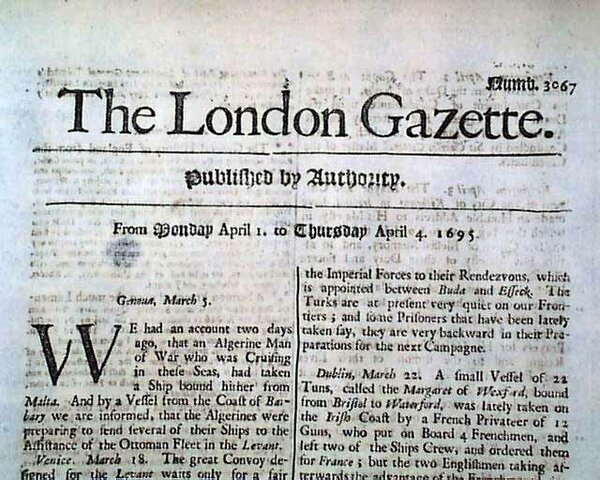 Numb. 3067
The London Gazette.
Publiſhed by Authority.
From Monday April 1. to Thursday April 4. 1695.
Genoua, March 5.
WE had an account two days
ago, that an Algerine Man
of War who was Cruiſing
in theſe Seas, had taken
a Ship bound hither from
Malta. And by a Veſſel from the Coaſt of Bar-
bary we are informed, that the Algerines were
preparing to ſend ſeveral of their Ships to the
Aſſiſtance of the Ottoman Fleet in the Levant.
Venice, March 18. The great Convoy de-
ſigned for the Levant waits only for a fair
the Imperial Forces to their Rendezvous, which
is appointed between Buda and Eſſeck. The
Turks are at preſent very quiet on our Fron-
tiers; and ſome Priſoners that have been lately
taken ſay, they are very backward in their Pre-
parations for the next Campagne.
Dublin, March 22. A ſmall Veſſel of 22
Tuns, called the Margaret of Wexford, bound
from Briſtol to Waterford, was lately taken on
the Iriſh Coaſt by a French Privateer of 12
Guns, who put on Board 4 Frenchmen, and
left two of the Ships Crew, and ordered them
for France; but the two Engliſhmen taking af-
terwards the advantage of the